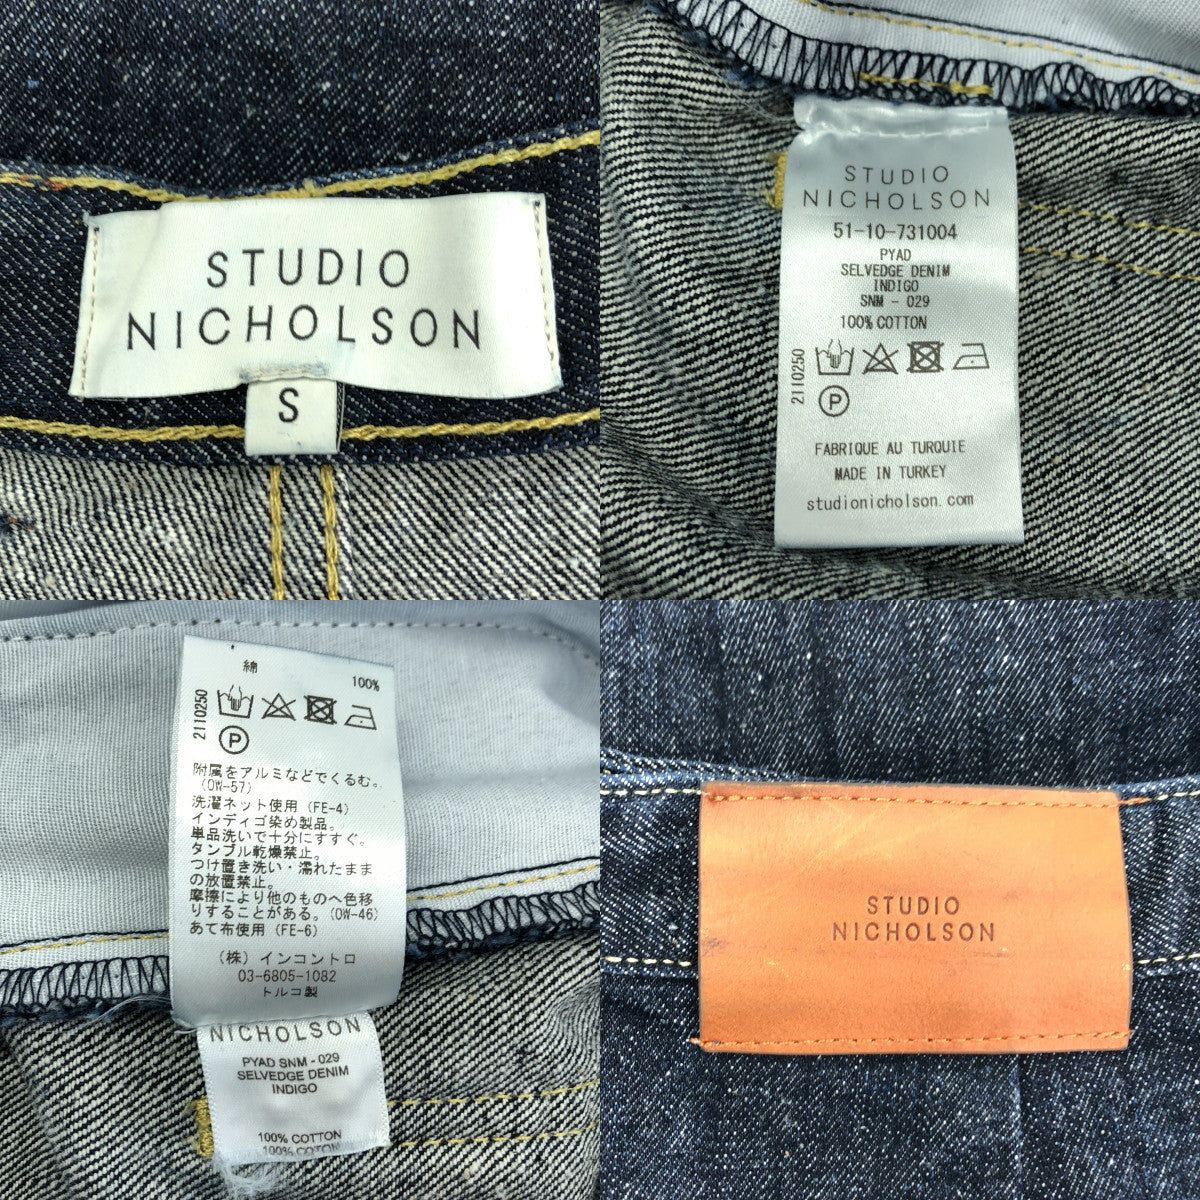 STUDIO
NICHOLSON
S
STUDIO
NICHOLSON
51-10-731004
PYAD
SELVEDGE DENIM
INDIGO
SNM - 029
100% COTTON
2110250
P
FABRIQUE AU TURQUIE
MADE IN TURKEY
studionicholson.com
綿
100%
2110250
P
附属をアルミなどでくるむ。
(OW-57)
洗濯ネット使用(FE-4)
インディゴ染め製品。
単品洗いで十分にすすぐ。
タンブル乾燥禁止。
つけ置き洗い・濡れたまま
の放置禁止。
摩擦により他のものへ色移
りすることがある。(OW-46)
あて布使用(FE-6)
(株)インコントロ
03-6805-1082
トルコ製
NICHOLSON
PYAD SNM - 029
SELVEDGE DENIM
INDIGO
100% COTTON
100% COTTON
STUDIO
NICHOLSON